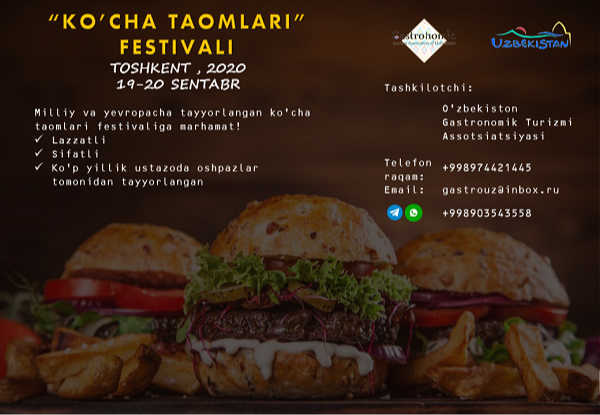 “KO’CHA TAOMLARI”
FESTIVALI
TOSHKENT , 2020
19-20 SENTABR
Milliy va yevropacha tayyorlangan ko'cha
taomlari festivaliga marhamat!
✓ Lazzatli
✓ Sifatli
✓ Ko'p yillik ustazoda oshpazlar
tomonidan tayyorlangan
UZBEKISTAN
Tashkilotchi:
O'zbekiston
Gastronomik Turizmi
Assotsiatsiyasi
Telefon
raqam: +998974421445
Email: gastrouz@inbox.ru
+998903543558